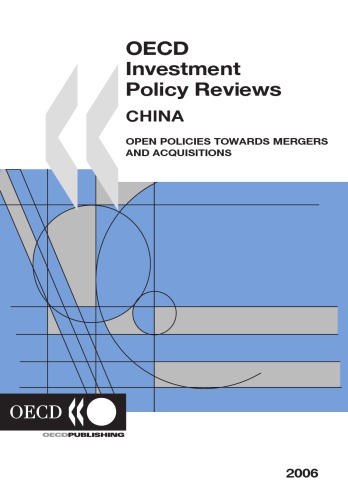 OECD
Investment
Policy Reviews
CHINA
OPEN POLICIES TOWARDS MERGERS
AND ACQUISITIONS
OECD
OECDPUBLISHING
2006